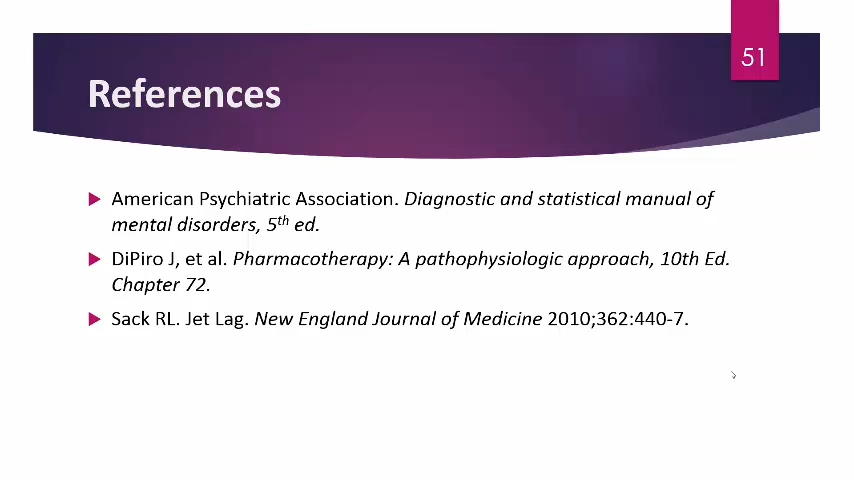 51
References
American Psychiatric Association. Diagnostic and statistical manual of
mental disorders, 5th ed.
DiPiro J, et al. Pharmacotherapy: A pathophysiologic approach, 10th Ed.
Chapter 72.
Sack RL. Jet Lag. New England Journal of Medicine 2010;362:440-7.